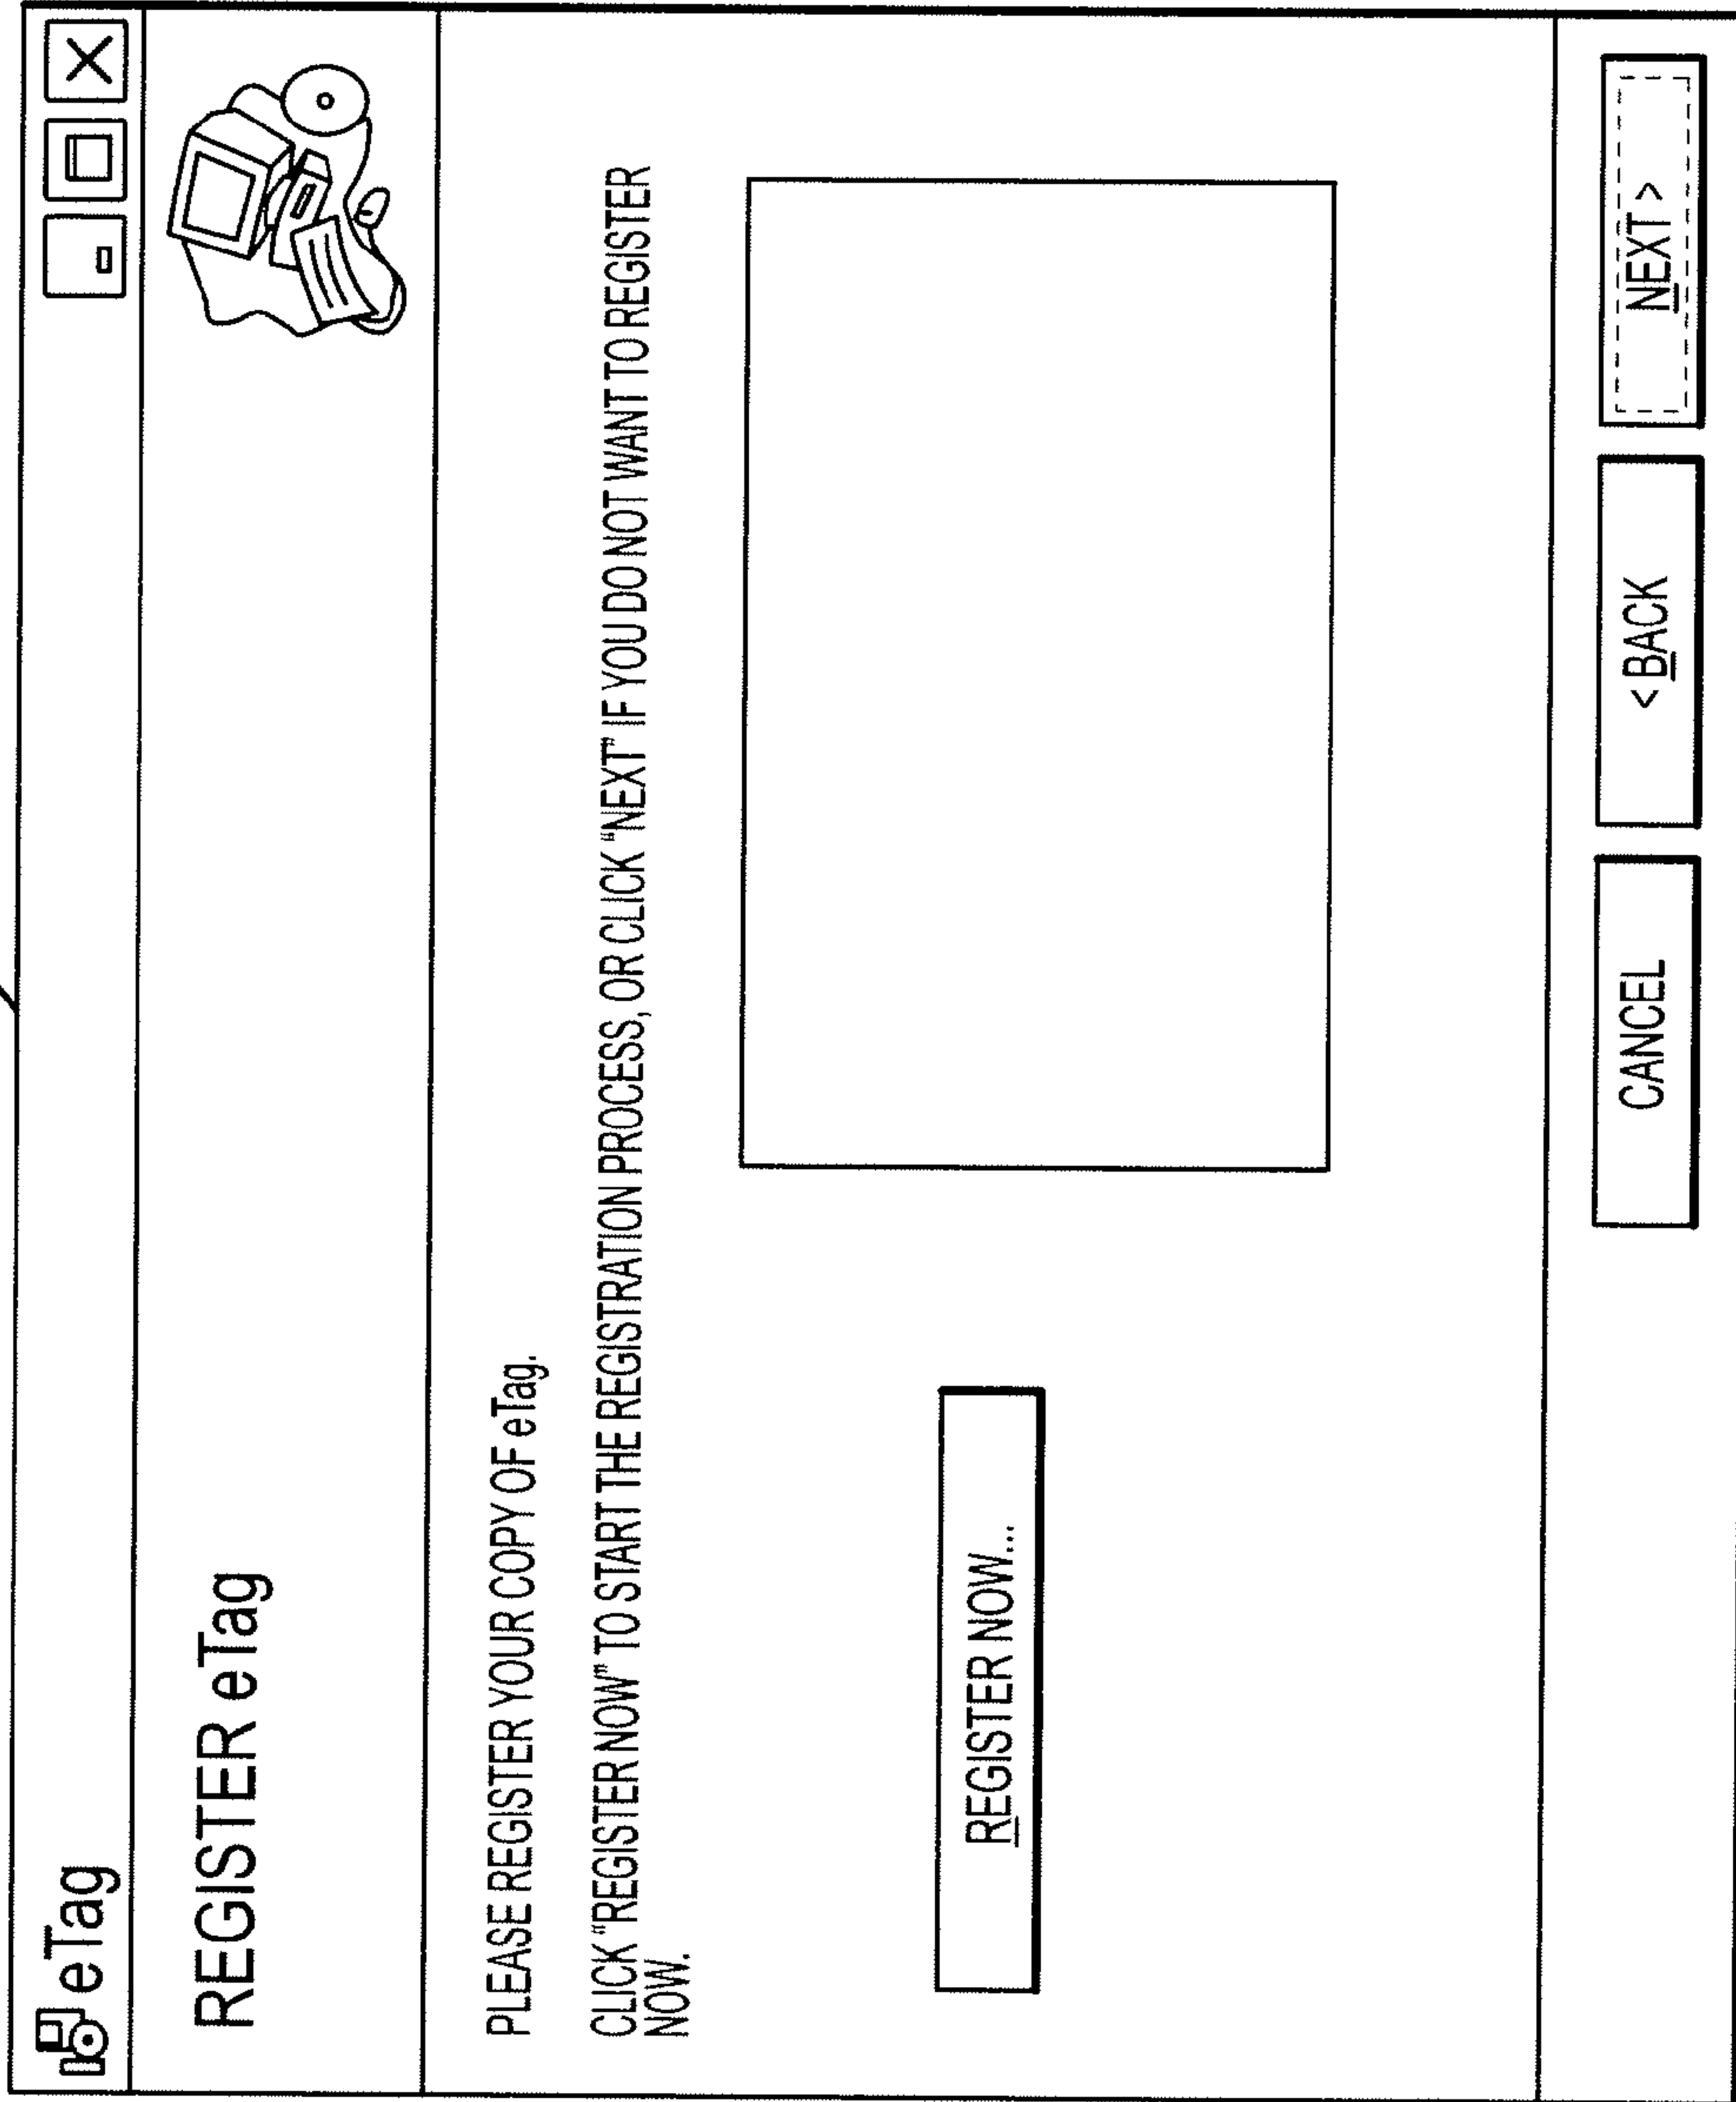 eTag
REGISTER eTag
PLEASE REGISTER YOUR COPY OF eTag.
CLICK "REGISTER NOW" TO START THE REGISTRATION PROCESS, OR CLICK "NEXT" IF YOU DO NOT WANT TO REGISTER
NOW.
REGISTER NOW...
CANCEL
< BACK
NEXT >